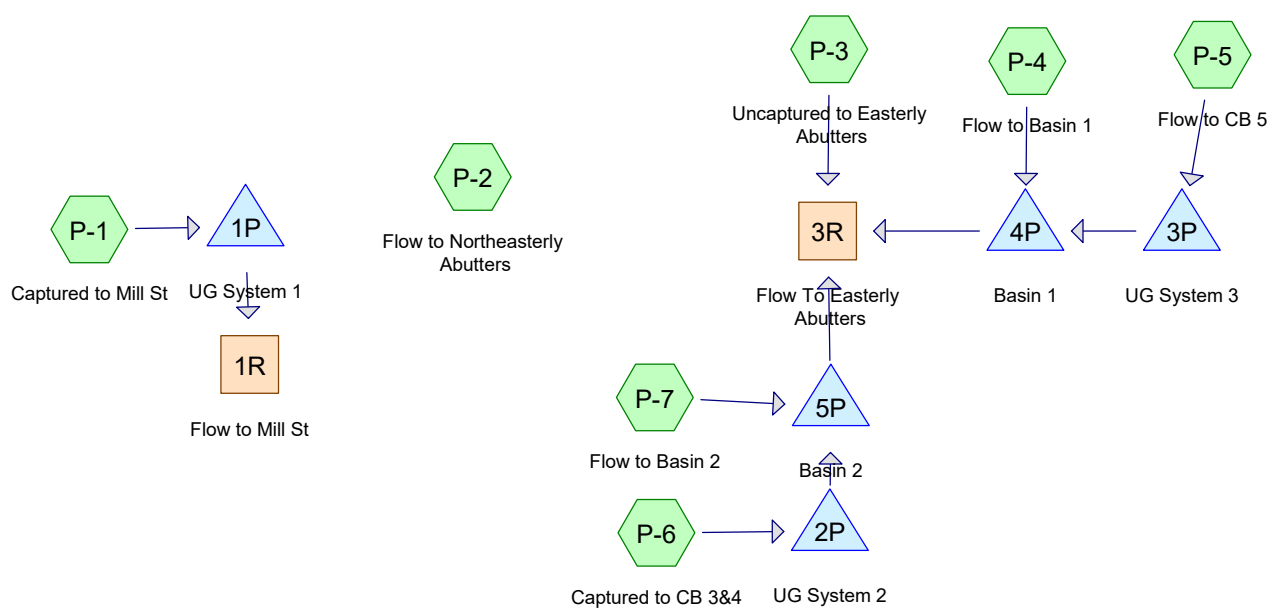 P-3
P-4
P-5
Uncaptured to Easterly
Abutters
Flow to Basin 1
Flow to CB 5
P-1
1P
P-2
3R
4P
3P
Captured to Mill St
UG System 1
Flow to Northeasterly
Abutters
Flow To Easterly
Abutters
Basin 1
UG System 3
1R
Flow to Mill St
P-7
5P
Flow to Basin 2
Basin 2
P-6
2P
Captured to CB 3&4
UG System 2